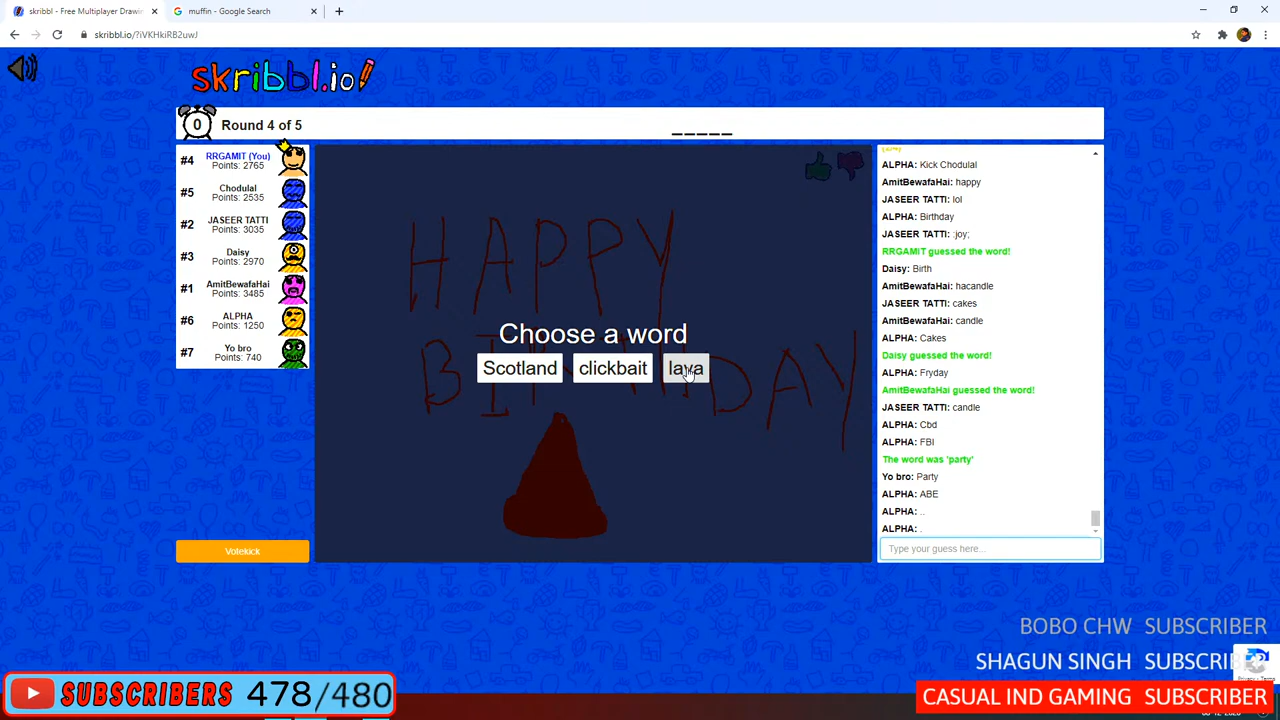 skribbl - Free Multiplayer Drawin
muffin - Google Search
skribbl.io/?iVKHkiRB2uwJ
skribbl.io
0
Round 4 of 5
_____
#4
RRGAMIT (You)
Points: 2765
#5
Chodulal
Points: 2535
#2
JASEER TATTI
Points: 3035
#3
Daisy
Points: 2970
#1
AmitBewafaHai
Points: 3485
#6
ALPHA
Points: 1250
#7
Yo bro
Points: 740
Votekick
HAPPY
BIRTHDAY
Choose a word
Scotland
clickbait
lava
ALPHA: Kick Chodulal
AmitBewafaHai: happy
JASEER TATTI: lol
ALPHA: Birthday
JASEER TATTI: :joy;
RRGAMIT guessed the word!
Daisy: Birth
AmitBewafaHai: hacandle
JASEER TATTI: cakes
AmitBewafaHai: candle
ALPHA: Cakes
Daisy guessed the word!
ALPHA: Fryday
AmitBewafaHai guessed the word!
JASEER TATTI: candle
ALPHA: Cbd
ALPHA: FBI
The word was 'party'
Yo bro: Party
ALPHA: ABE
ALPHA: ..
ALPHA: .
Type your guess here...
BOBO CHW SUBSCRIBER
SHAGUN SINGH SUBSCRIB
CASUAL IND GAMING SUBSCRIBER
Privacy - Terms
SUBSCRIBERS 478/480